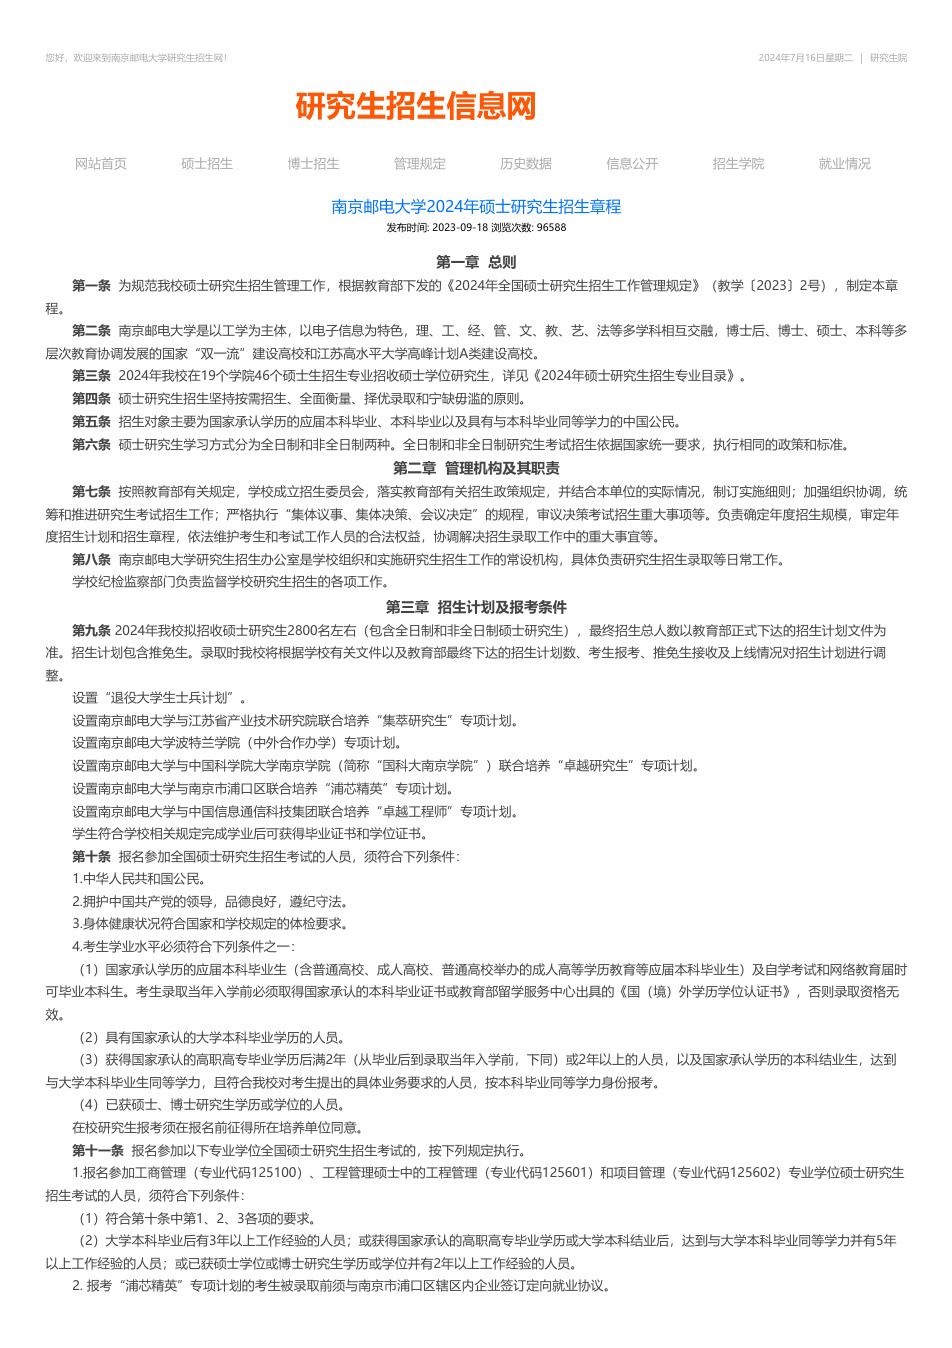 您好，欢迎来到南京邮电大学研究生招生网！
2024年7月16日星期二 | 研究生院
研究生招生信息网
网站首页 硕士招生 博士招生 管理规定 历史数据 信息公开 招生学院 就业情况
南京邮电大学2024年硕士研究生招生章程
发布时间: 2023-09-18 浏览次数: 96588
第一章 总则
第一条 为规范我校硕士研究生招生管理工作，根据教育部下发的《2024年全国硕士研究生招生工作管理规定》（教学〔2023〕2号），制定本章
程。
第二条 南京邮电大学是以工学为主体，以电子信息为特色，理、工、经、管、文、教、艺、法等多学科相互交融，博士后、博士、硕士、本科等多
层次教育协调发展的国家“双一流”建设高校和江苏高水平大学高峰计划A类建设高校。
第三条 2024年我校在19个学院46个硕士生招生专业招收硕士学位研究生，详见《2024年硕士研究生招生专业目录》。
第四条 硕士研究生招生坚持按需招生、全面衡量、择优录取和宁缺毋滥的原则。
第五条 招生对象主要为国家承认学历的应届本科毕业、本科毕业以及具有与本科毕业同等学力的中国公民。
第六条 硕士研究生学习方式分为全日制和非全日制两种。全日制和非全日制研究生考试招生依据国家统一要求，执行相同的政策和标准。
第二章 管理机构及其职责
第七条 按照教育部有关规定，学校成立招生委员会，落实教育部有关招生政策规定，并结合本单位的实际情况，制订实施细则；加强组织协调，统
筹和推进研究生考试招生工作；严格执行“集体议事、集体决策、会议决定”的规程，审议决策考试招生重大事项等。负责确定年度招生规模，审定年
度招生计划和招生章程，依法维护考生和考试工作人员的合法权益，协调解决招生录取工作中的重大事宜等。
第八条 南京邮电大学研究生招生办公室是学校组织和实施研究生招生工作的常设机构，具体负责研究生招生录取等日常工作。
学校纪检监察部门负责监督学校研究生招生的各项工作。
第三章 招生计划及报考条件
第九条 2024年我校拟招收硕士研究生2800名左右（包含全日制和非全日制硕士研究生），最终招生总人数以教育部正式下达的招生计划文件为
准。招生计划包含推免生。录取时我校将根据学校有关文件以及教育部最终下达的招生计划数、考生报考、推免生接收及上线情况对招生计划进行调
整。
设置“退役大学生士兵计划”。
设置南京邮电大学与江苏省产业技术研究院联合培养“集萃研究生”专项计划。
设置南京邮电大学波特兰学院（中外合作办学）专项计划。
设置南京邮电大学与中国科学院大学南京学院（简称“国科大南京学院”）联合培养“卓越研究生”专项计划。
设置南京邮电大学与南京市浦口区联合培养“浦芯精英”专项计划。
设置南京邮电大学与中国信息通信科技集团联合培养“卓越工程师”专项计划。
学生符合学校相关规定完成学业后可获得毕业证书和学位证书。
第十条 报名参加全国硕士研究生招生考试的人员，须符合下列条件：
1.中华人民共和国公民。
2.拥护中国共产党的领导，品德良好，遵纪守法。
3.身体健康状况符合国家和学校规定的体检要求。
4.考生学业水平必须符合下列条件之一：
（1）国家承认学历的应届本科毕业生（含普通高校、成人高校、普通高校举办的成人高等学历教育等应届本科毕业生）及自学考试和网络教育届时
可毕业本科生。考生录取当年入学前必须取得国家承认的本科毕业证书或教育部留学服务中心出具的《国（境）外学历学位认证书》，否则录取资格无
效。
（2）具有国家承认的大学本科毕业学历的人员。
（3）获得国家承认的高职高专毕业学历后满2年（从毕业后到录取当年入学前，下同）或2年以上的人员，以及国家承认学历的本科结业生，达到
与大学本科毕业生同等学力，且符合我校对考生提出的具体业务要求的人员，按本科毕业同等学力身份报考。
（4）已获硕士、博士研究生学历或学位的人员。
在校研究生报考须在报名前征得所在培养单位同意。
第十一条 报名参加以下专业学位全国硕士研究生招生考试的，按下列规定执行。
1.报名参加工商管理（专业代码125100）、工程管理硕士中的工程管理（专业代码125601）和项目管理（专业代码125602）专业学位硕士研究生
招生考试的人员，须符合下列条件：
（1）符合第十条中第1、2、3各项的要求。
（2）大学本科毕业后有3年以上工作经验的人员；或获得国家承认的高职高专毕业学历或大学本科结业后，达到与大学本科毕业同等学力并有5年
以上工作经验的人员；或已获硕士学位或博士研究生学历或学位并有2年以上工作经验的人员。
2. 报考“浦芯精英”专项计划的考生被录取前须与南京市浦口区辖区内企业签订定向就业协议。